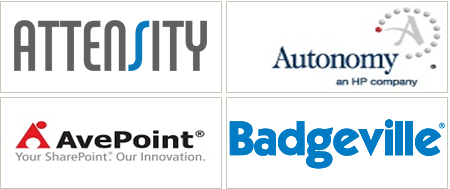 ATTENSITY
Autonomy
an HP company
AvePoint®
Your SharePoint®. Our Innovation.
Badgeville®